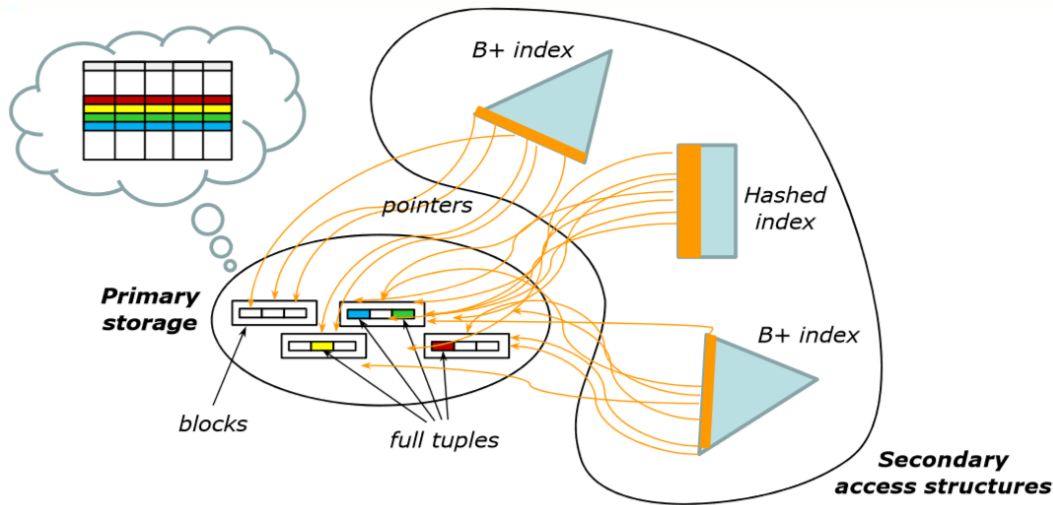 B+ index
pointers
Hashed
index
Primary
storage
B+ index
blocks
full tuples
Secondary
access structures